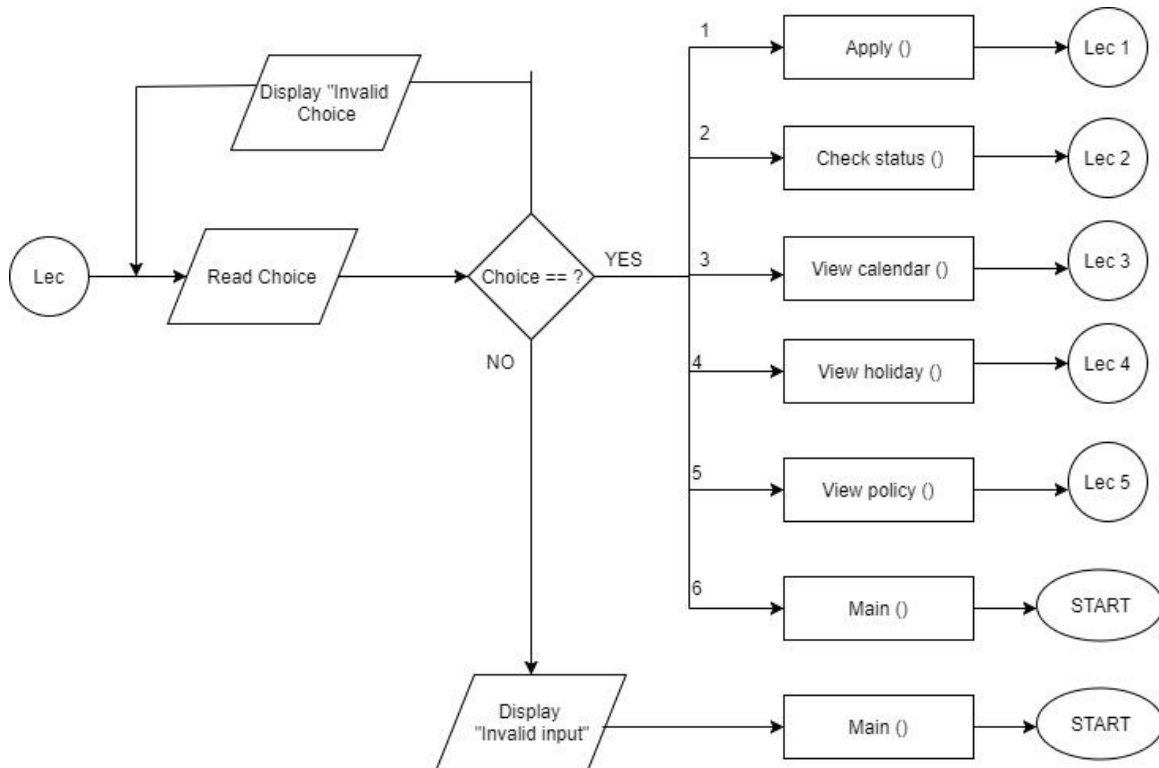 1
Apply ()
Lec 1
Display "Invalid
Choice
2
Check status ()
Lec 2
Lec
Read Choice
Choice == ?
YES
3
View calendar ()
Lec 3
NO
4
View holiday ()
Lec 4
5
View policy ()
Lec 5
6
Main ()
START
Display
"Invalid input"
Main ()
START